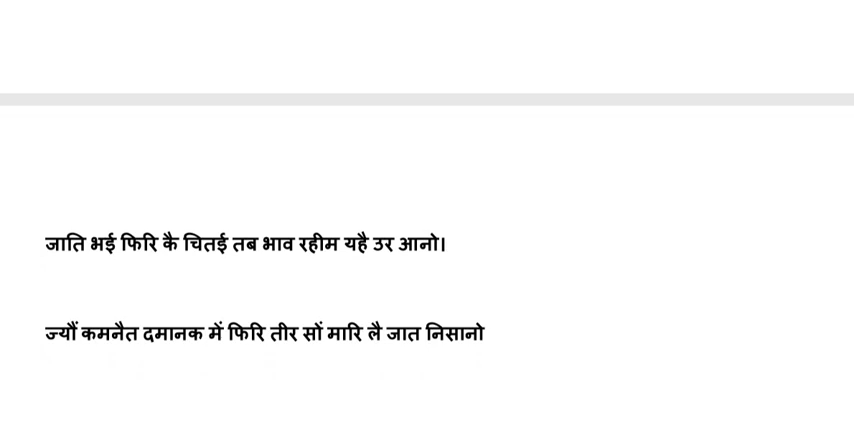 जाति भई फिरि कै चितई तब भाव रहीम यहै उर आनो।
ज्यौं कमनैत दमानक में फिरि तीर सों मारि लै जात निसानो